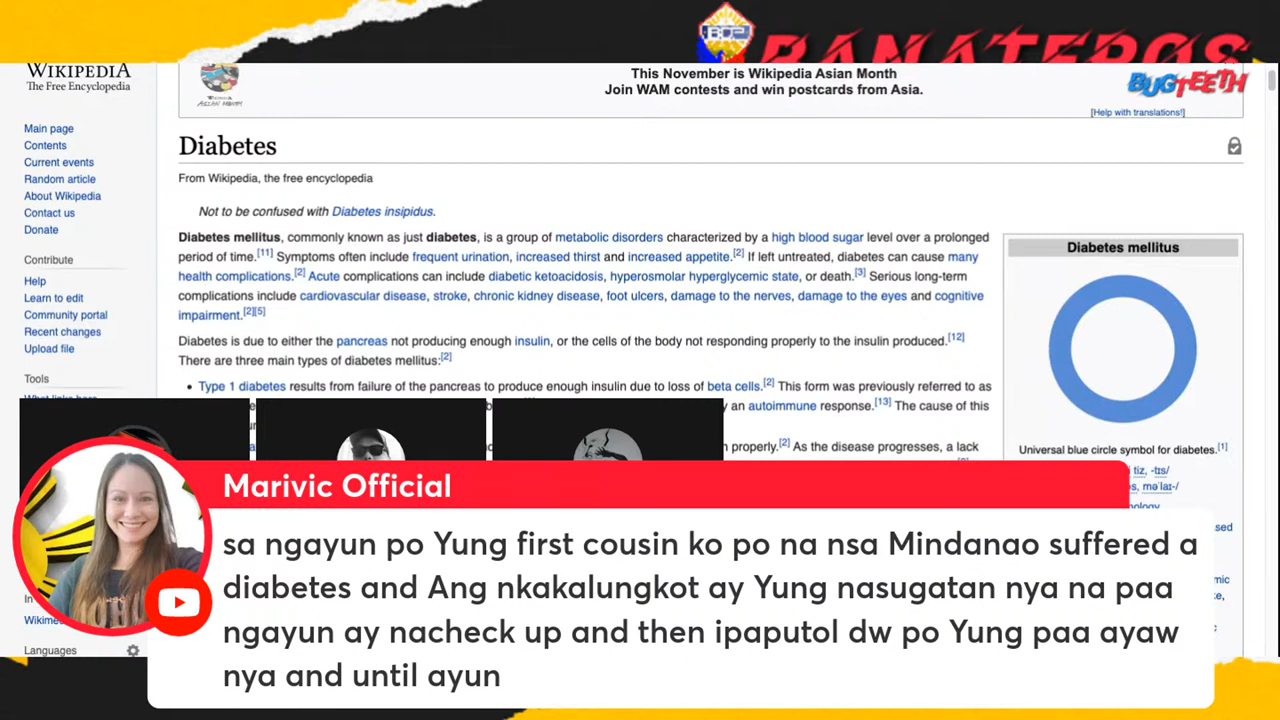 BANATEROS
BUGTEETH
WIKIPEDIA
The Free Encyclopedia
This November is Wikipedia Asian Month
Join WAM contests and win postcards from Asia.
[Help with translations!]
Main page
Contents
Current events
Random article
About Wikipedia
Contact us
Donate
Contribute
Help
Learn to edit
Community portal
Recent changes
Upload file
Tools
What links here
Diabetes
From Wikipedia, the free encyclopedia
Not to be confused with Diabetes insipidus.
Diabetes mellitus, commonly known as just diabetes, is a group of metabolic disorders characterized by a high blood sugar level over a prolonged
period of time.[11] Symptoms often include frequent urination, increased thirst and increased appetite.[2] If left untreated, diabetes can cause many
health complications.[2] Acute complications can include diabetic ketoacidosis, hyperosmolar hyperglycemic state, or death.[3] Serious long-term
complications include cardiovascular disease, stroke, chronic kidney disease, foot ulcers, damage to the nerves, damage to the eyes and cognitive
impairment.[2][5]
Diabetes is due to either the pancreas not producing enough insulin, or the cells of the body not responding properly to the insulin produced.[12]
There are three main types of diabetes mellitus:[2]
• Type 1 diabetes results from failure of the pancreas to produce enough insulin due to loss of beta cells.[2] This form was previously referred to as
an autoimmune response.[13] The cause of this
properly.[2] As the disease progresses, a lack
Diabetes mellitus
Universal blue circle symbol for diabetes.[1]
Marivic Official
sa ngayun po Yung first cousin ko po na nsa Mindanao suffered a
diabetes and Ang nkakalungkot ay Yung nasugatan nya na paa
ngayun ay nacheck up and then ipaputol dw po Yung paa ayaw
nya and until ayun
Languages